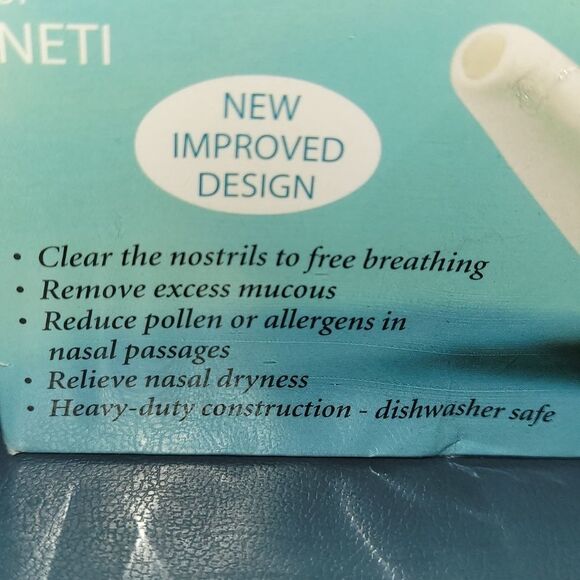 NETI
NEW
IMPROVED
DESIGN
• Clear the nostrils to free breathing
• Remove excess mucous
• Reduce pollen or allergens in
nasal passages
• Relieve nasal dryness
• Heavy-duty construction - dishwasher safe